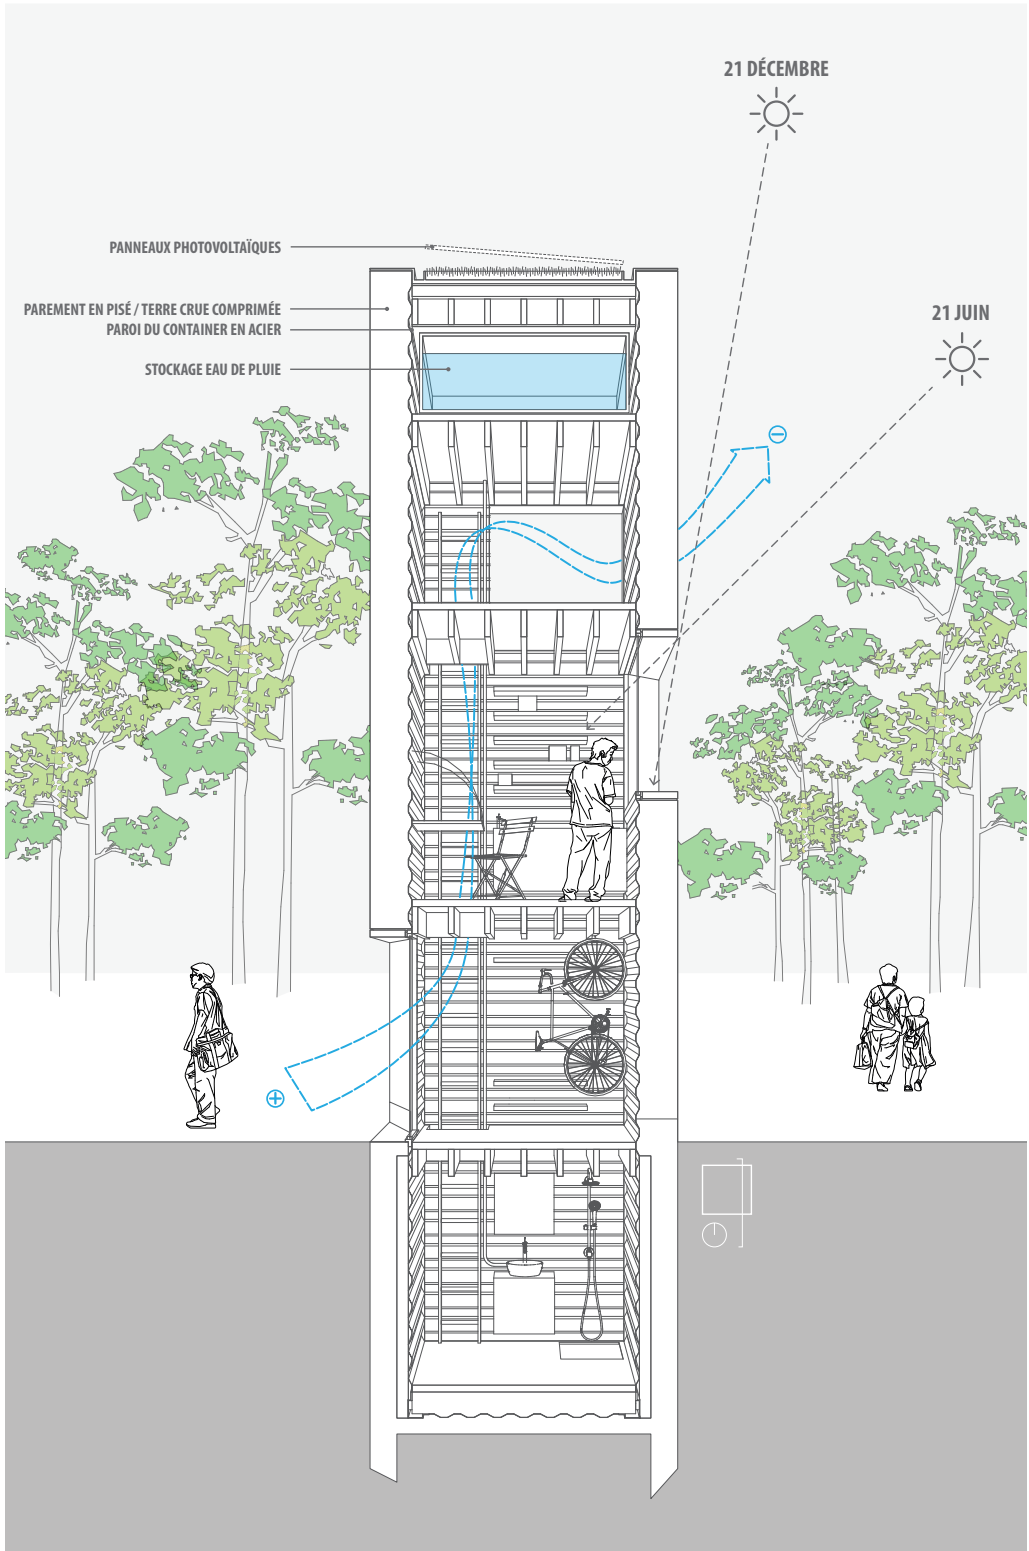 21 DÉCEMBRE
PANNEAUX PHOTOVOLTAÏQUES
PAREMENT EN PISÉ / TERRE CRUE COMPRIMÉE
PAROI DU CONTAINER EN ACIER
21 JUIN
STOCKAGE EAU DE PLUIE